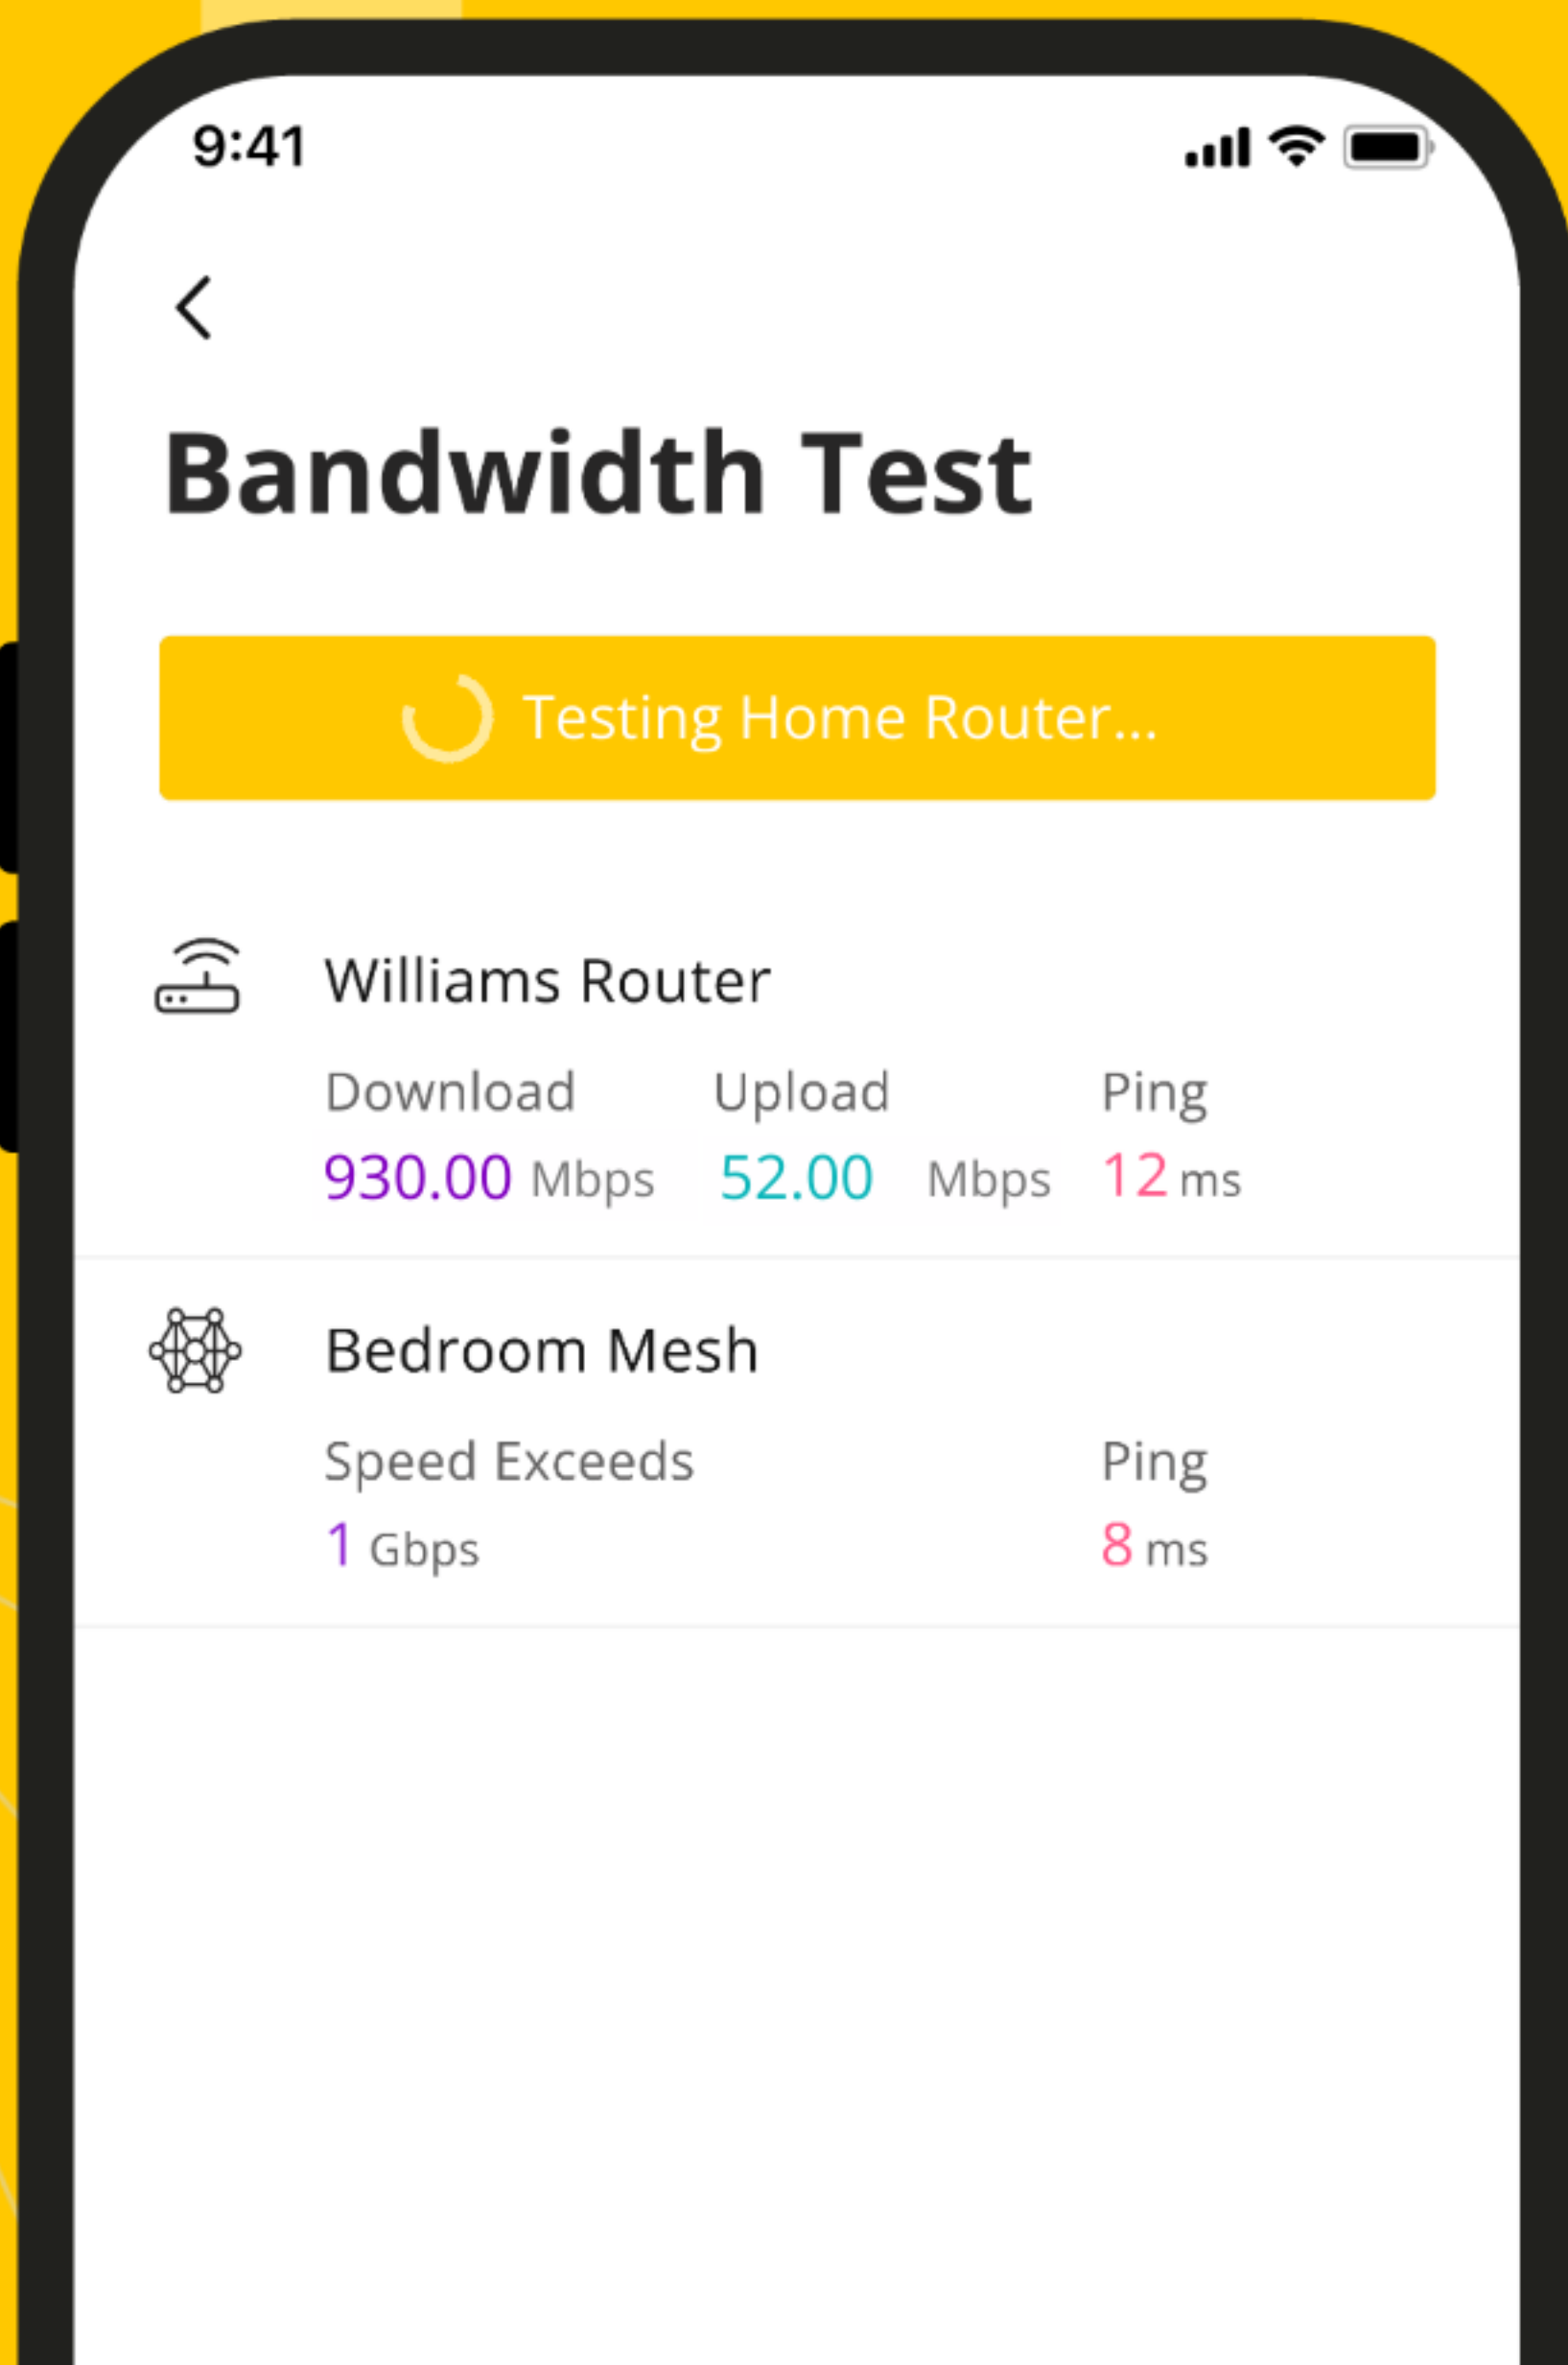 9:41
Bandwidth Test
Testing Home Router...
Williams Router
Download Upload Ping
930.00 Mbps 52.00 Mbps 12 ms
Bedroom Mesh
Speed Exceeds Ping
1 Gbps 8 ms